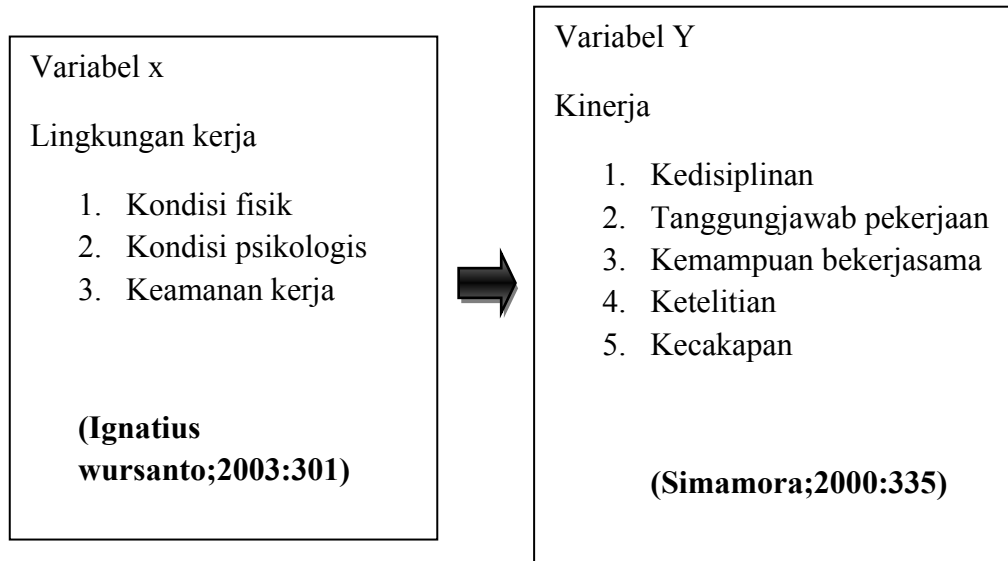 Variabel x
Lingkungan kerja
1. Kondisi fisik
2. Kondisi psikologis
3. Keamanan kerja
(Ignatius
wursanto;2003:301)
Variabel Y
Kinerja
1. Kedisiplinan
2. Tanggungjawab pekerjaan
3. Kemampuan bekerjasama
4. Ketelitian
5. Kecakapan
(Simamora;2000:335)